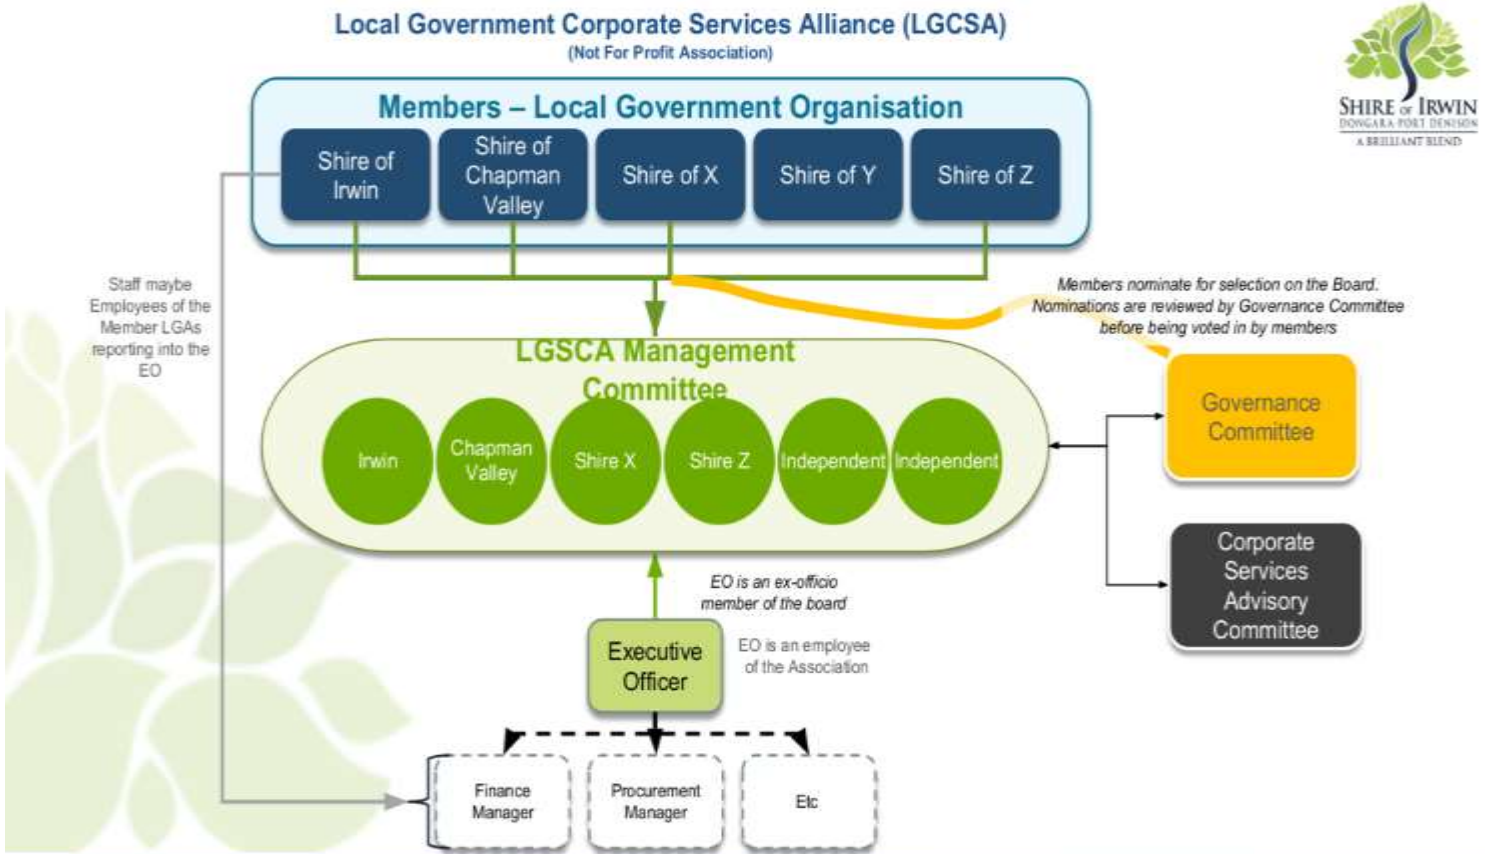 Local Government Corporate Services Alliance (LGCSA)
(Not For Profit Association)
SHIRE OF IRWIN
DONGARA PORT DENISON
A BRILLIANT BLEND
Members – Local Government Organisation
Shire of
Irwin
Shire of
Chapman
Valley
Shire of X
Shire of Y
Shire of Z
Staff maybe
Employees of the
Member LGAs
reporting into the
EO
Members nominate for selection on the Board.
Nominations are reviewed by Governance Committee
before being voted in by members
LGSCA Management
Committee
Irwin
Chapman
Valley
Shire X
Shire Z
Independent
Independent
Governance
Committee
Corporate
Services
Advisory
Committee
EO is an ex-officio
member of the board
Executive
Officer
EO is an employee
of the Association
Finance
Manager
Procurement
Manager
Etc